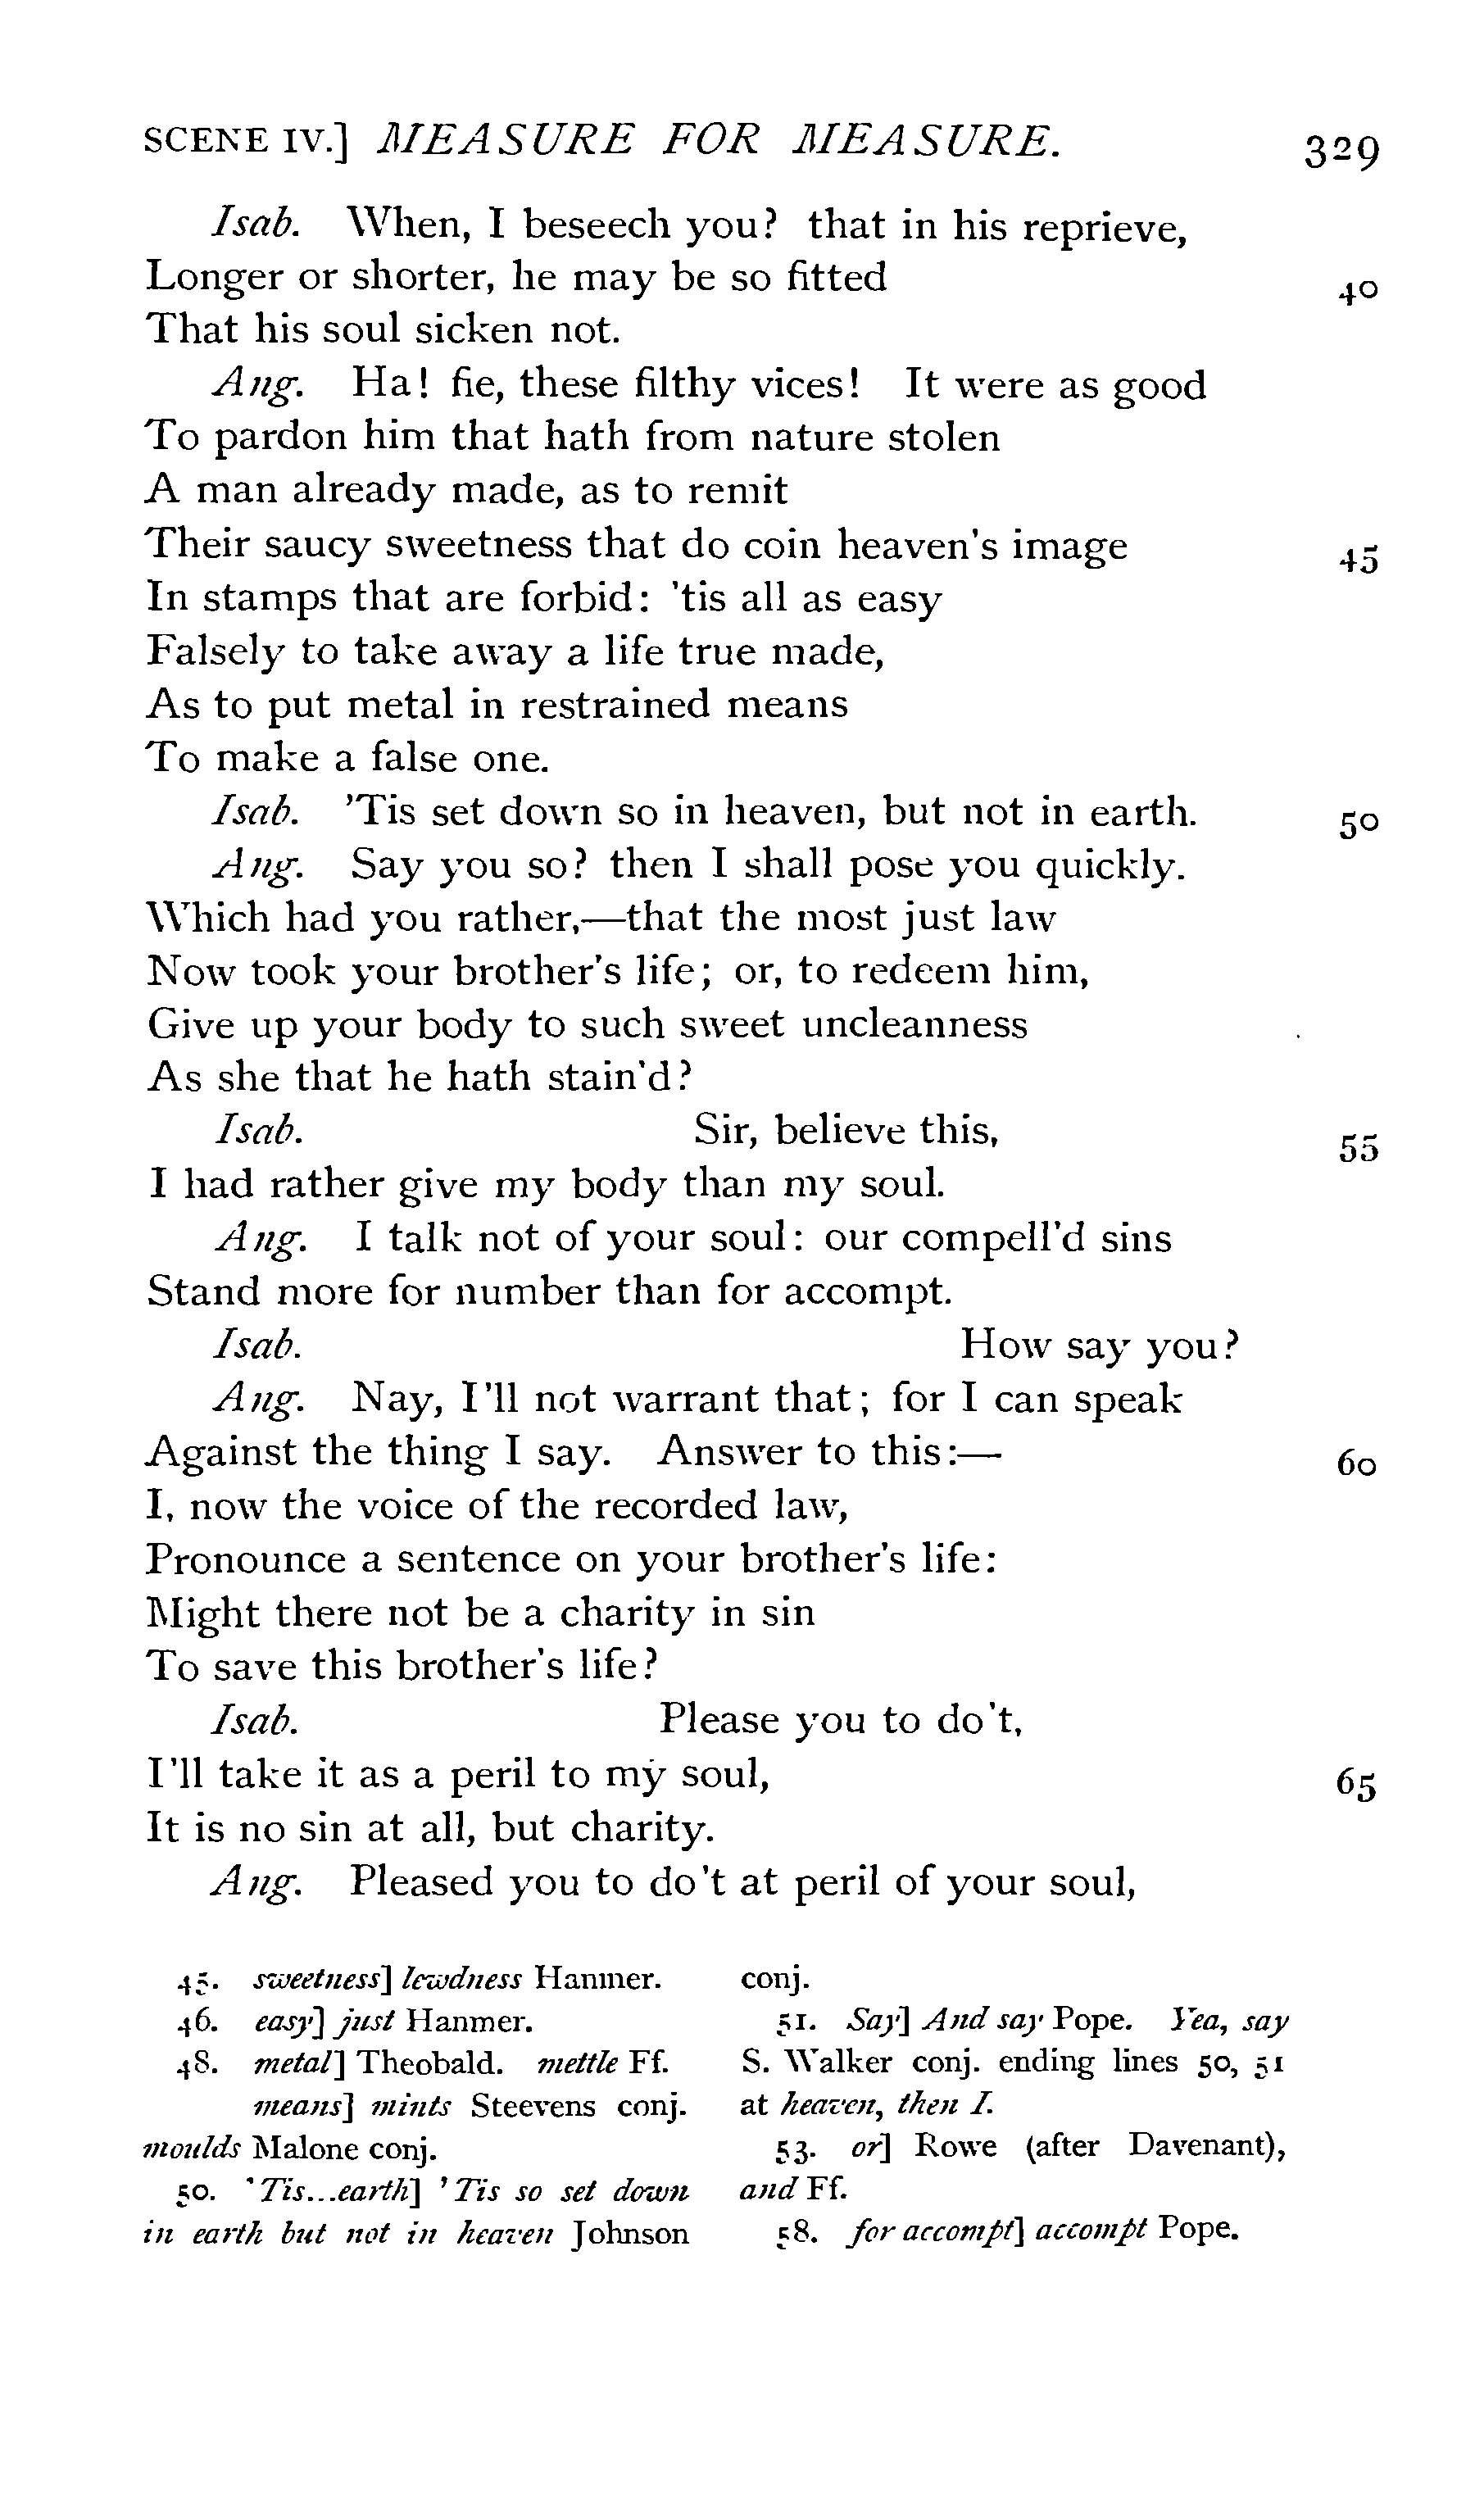 SCENE IV.] MEASURE FOR MEASURE. 329
Isab. When, I beseech you? that in his reprieve,
Longer or shorter, he may be so fitted 40
That his soul sicken not.
Ang. Ha! fie, these filthy vices! It were as good
To pardon him that hath from nature stolen
A man already made, as to remit
Their saucy sweetness that do coin heaven's image 45
In stamps that are forbid: 'tis all as easy
Falsely to take away a life true made,
As to put metal in restrained means
To make a false one.
Isab. 'Tis set down so in heaven, but not in earth. 50
Ang. Say you so? then I shall pose you quickly.
Which had you rather,—that the most just law
Now took your brother's life; or, to redeem him,
Give up your body to such sweet uncleanness
As she that he hath stain'd?
Isab. Sir, believe this, 55
I had rather give my body than my soul.
Ang. I talk not of your soul: our compell'd sins
Stand more for number than for accompt.
Isab. How say you?
Ang. Nay, I'll not warrant that; for I can speak
Against the thing I say. Answer to this:— 60
I, now the voice of the recorded law,
Pronounce a sentence on your brother's life:
Might there not be a charity in sin
To save this brother's life?
Isab. Please you to do't,
I'll take it as a peril to my soul, 65
It is no sin at all, but charity.
Ang. Pleased you to do't at peril of your soul,
45. sweetness] lewdness Hanmer.
46. easy] just Hanmer.
48. metal] Theobald. mettle Ff.
means] mints Steevens conj.
moulds Malone conj.
50. 'Tis...earth] 'Tis so set down
in earth but not in heaven Johnson
conj.
51. Say] And say Pope. Yea, say
S. Walker conj. ending lines 50, 51
at heaven, then I.
53. or] Rowe (after Davenant),
and Ff.
58. for accompt] accompt Pope.